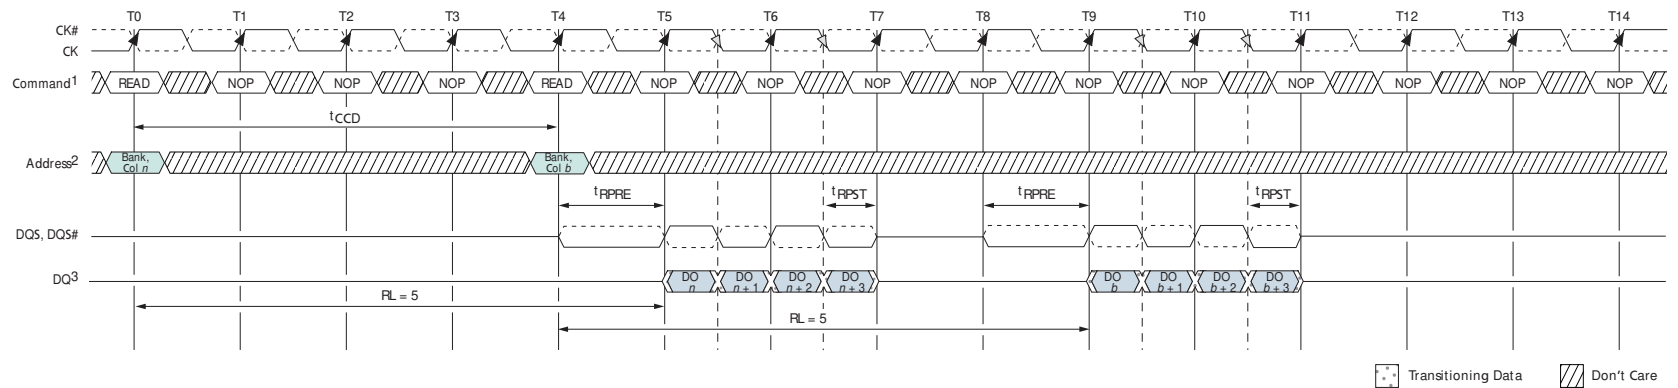 T0 T1 T2 T3 T4 T5 T6 T7 T8 T9 T10 T11 T12 T13 T14
CK#
CK
Command1 READ NOP NOP NOP READ NOP NOP NOP NOP NOP NOP NOP NOP NOP NOP
tCCD
Address2
Bank,
Col n
Bank,
Col b
tRPRE tRPST tRPRE tRPST
DQS, DQS#
DQ3
DO
n
DO
n + 1
DO
n + 2
DO
n + 3
DO
b
DO
b + 1
DO
b + 2
DO
b + 3
RL = 5
RL = 5
Transitioning Data Don't Care